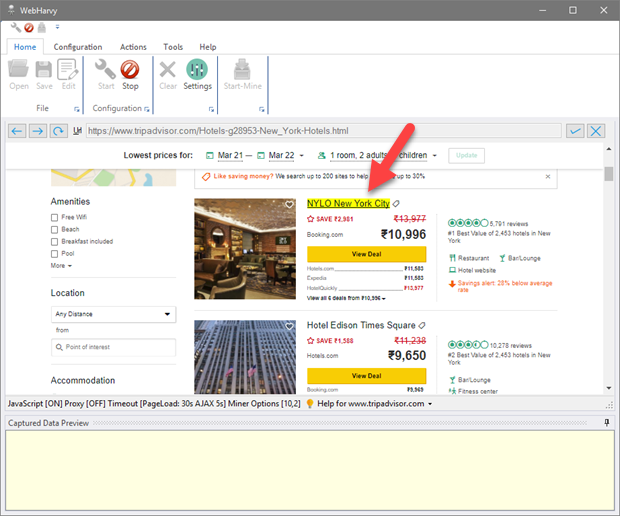 WebHarvy
Home Configuration Actions Tools Help
Open Save Edit Start Stop Clear Settings Start-Mine
File Configuration
https://www.tripadvisor.com/Hotels-g28953-New_York-Hotels.html
Lowest prices for: Mar 21 — Mar 22 1 room, 2 adults children Update
Like saving money? We search up to 200 sites to help up to 30%
Amenities
Free Wifi
Beach
Breakfast included
Pool
More
Location
Any Distance
from
Point of interest
Accommodation
NYLO New York City
SAVE ₹2,981 ₹13,977
Booking.com ₹10,996
View Deal
Hotels.com ₹11,583
Expedia ₹11,583
HotelQuickly ₹13,977
View all 6 deals from ₹10,996
5,791 reviews
#1 Best Value of 2,453 hotels in New
York
Restaurant Bar/Lounge
Hotel website
Savings alert: 28% below average
rate
Hotel Edison Times Square
SAVE ₹1,588 ₹11,238
Hotels.com ₹9,650
View Deal
Booking.com ₹9,969
10,278 reviews
#2 Best Value of 2,453 hotels in New
York
Bar/Lounge
Fitness center
JavaScript [ON] Proxy [OFF] Timeout [PageLoad: 30s AJAX 5s] Miner Options [10,2] Help for www.tripadvisor.com
Captured Data Preview